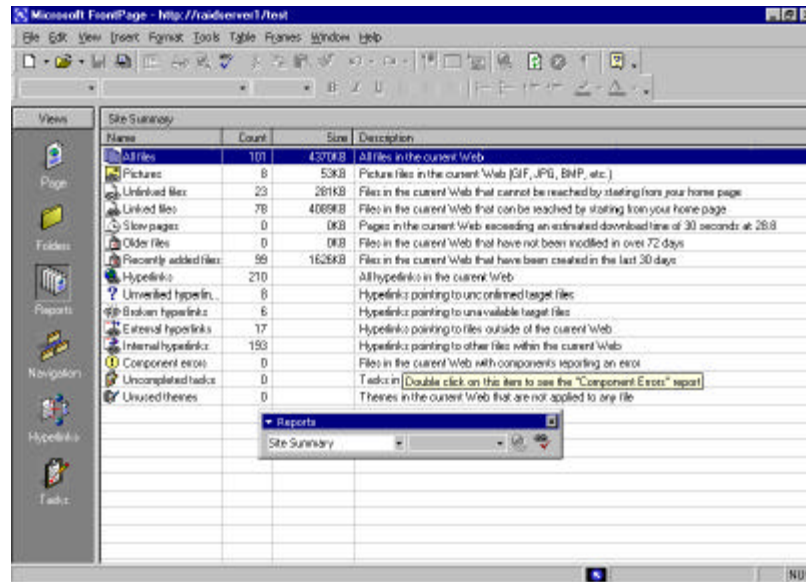 Microsoft FrontPage - http://raidserver1/test
File Edit View Insert Format Tools Table Frames Window Help
Views
Site Summary
Name Count Size Description
All files 101 4370KB All files in the current Web
Pictures 8 53KB Picture files in the current Web (GIF, JPG, BMP, etc.)
Unlinked files 23 281KB Files in the current Web that cannot be reached by starting from your home page
Linked files 78 4089KB Files in the current Web that can be reached by starting from your home page
Slow pages 0 0KB Pages in the current Web exceeding an estimated download time of 30 seconds at 28.8
Older files 0 0KB Files in the current Web that have not been modified in over 72 days
Recently added files 99 1626KB Files in the current Web that have been created in the last 30 days
Hyperlinks 210 All hyperlinks in the current Web
Unverified hyperlin... 8 Hyperlinks pointing to unconfirmed target files
Broken hyperlinks 6 Hyperlinks pointing to unavailable target files
External hyperlinks 17 Hyperlinks pointing to files outside of the current Web
Internal hyperlinks 193 Hyperlinks pointing to other files within the current Web
Component errors 0 Files in the current Web with components reporting an error
Uncompleted tasks 0 Tasks in
Double click on this item to see the "Component Errors" report
Unused themes 0 Themes in the current Web that are not applied to any file
Page
Folders
Reports
Navigation
Hyperlinks
Tasks
Reports
Site Summary
NU